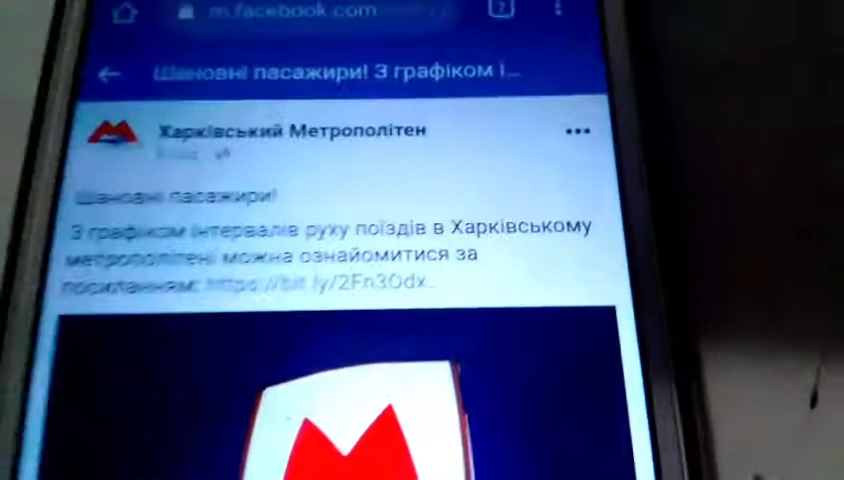 m.facebook.com
Шановні пасажири! З графіком і...
Харківський Метрополітен
Шановні пасажири!
З графіком інтервалів руху поїздів в Харківському
метрополітені можна ознайомитися за
посиланням: https://bit.ly/2Fn3Odx.